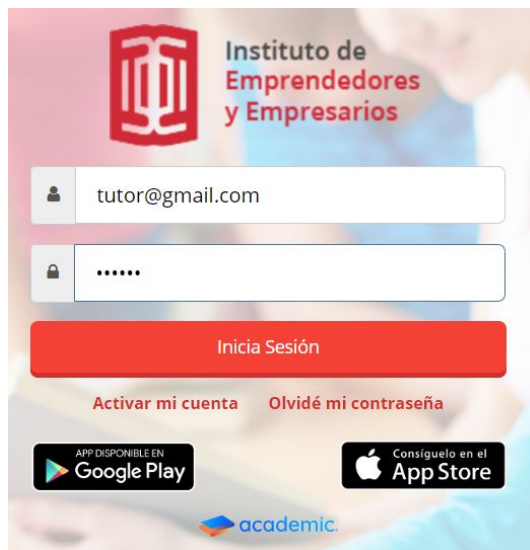 Instituto de
Emprendedores
y Empresarios
tutor@gmail.com
••••••
Inicia Sesión
Activar mi cuenta Olvidé mi contraseña
APP DISPONIBLE EN
Google Play
Consíguelo en el
App Store
academic.